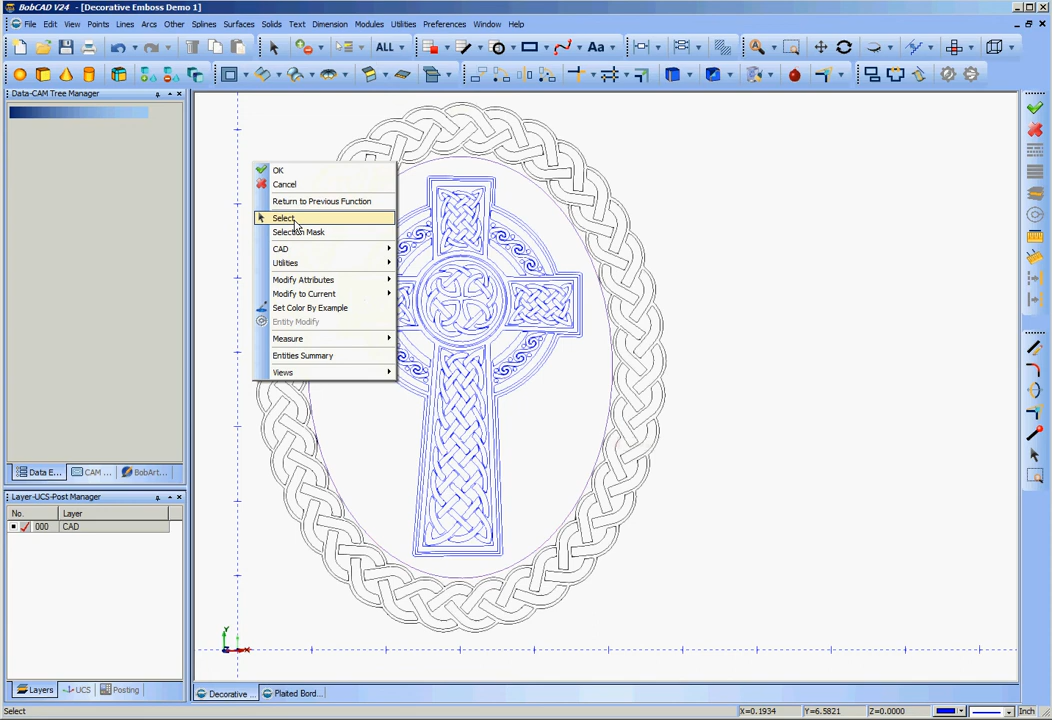 BobCAD V24 - [Decorative Emboss Demo 1]
File Edit View Points Lines Arcs Other Splines Surfaces Solids Text Dimension Modules Utilities Preferences Window Help
ALL
Aa
Data-CAM Tree Manager
OK
Cancel
Return to Previous Function
Select
Selection Mask
CAD
Utilities
Modify Attributes
Modify to Current
Set Color By Example
Entity Modify
Measure
Entities Summary
Views
Data E... CAM ... BobArt...
Layer-UCS-Post Manager
No. Layer
000 CAD
Y
Z X
Layers UCS Posting
Decorative ... Plaited Bord...
Select X=0.1934 Y=6.5821 Z=0.0000 Inch